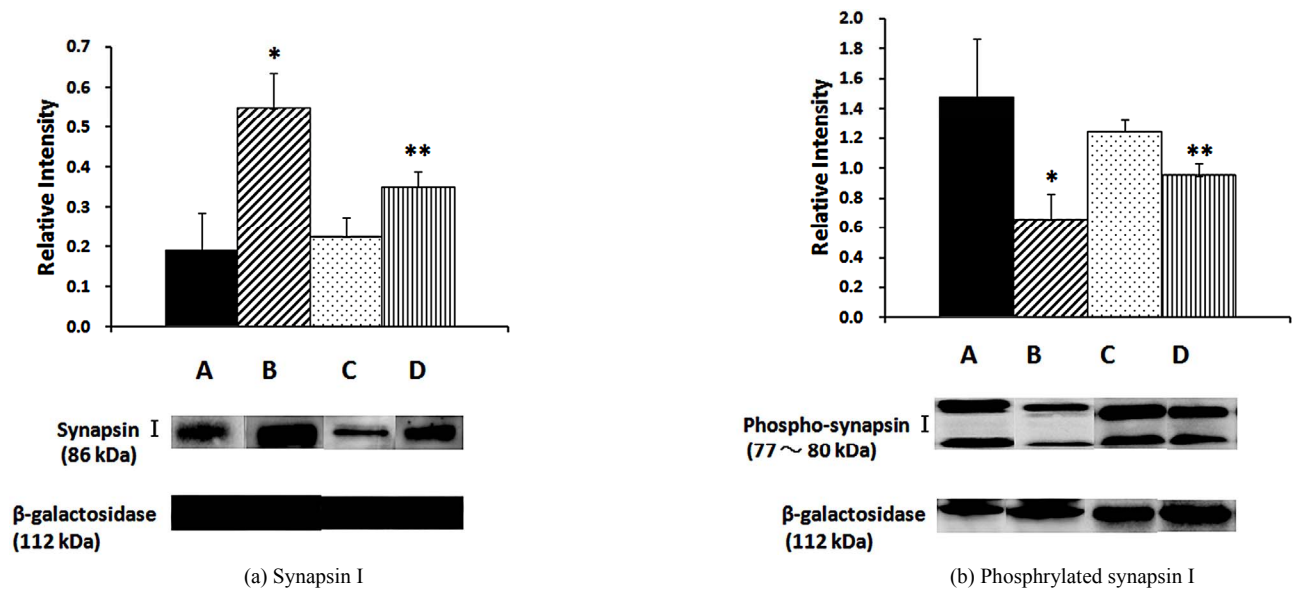 0.7
0.6
0.5
0.4
0.3
0.2
0.1
0.0
Relative Intensity
*
**
A B C D
Synapsin I
(86 kDa)
β-galactosidase
(112 kDa)
(a) Synapsin I
2.0
1.8
1.6
1.4
1.2
1.0
0.8
0.6
0.4
0.2
0.0
Relative Intensity
*
**
A B C D
Phospho-synapsin I
(77～80 kDa)
β-galactosidase
(112 kDa)
(b) Phosphrylated synapsin I